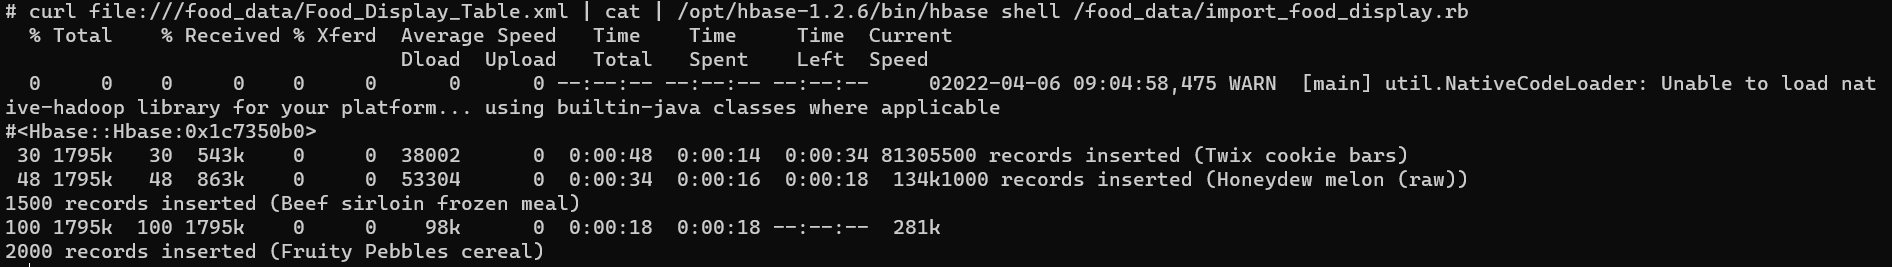 # curl file:///food_data/Food_Display_Table.xml | cat | /opt/hbase-1.2.6/bin/hbase shell /food_data/import_food_display.rb
  % Total    % Received % Xferd  Average Speed   Time    Time     Time  Current
                                 Dload  Upload   Total   Spent    Left  Speed
  0     0    0     0    0     0      0      0 --:--:-- --:--:-- --:--:--     02022-04-06 09:04:58,475 WARN  [main] util.NativeCodeLoader: Unable to load nat
ive-hadoop library for your platform... using builtin-java classes where applicable
#<Hbase::Hbase:0x1c7350b0>
 30 1795k   30  543k    0     0  38002      0  0:00:48  0:00:14  0:00:34 81305500 records inserted (Twix cookie bars)
 48 1795k   48  863k    0     0  53304      0  0:00:34  0:00:16  0:00:18  134k1000 records inserted (Honeydew melon (raw))
1500 records inserted (Beef sirloin frozen meal)
100 1795k  100 1795k    0     0    98k      0  0:00:18  0:00:18 --:--:--  281k
2000 records inserted (Fruity Pebbles cereal)